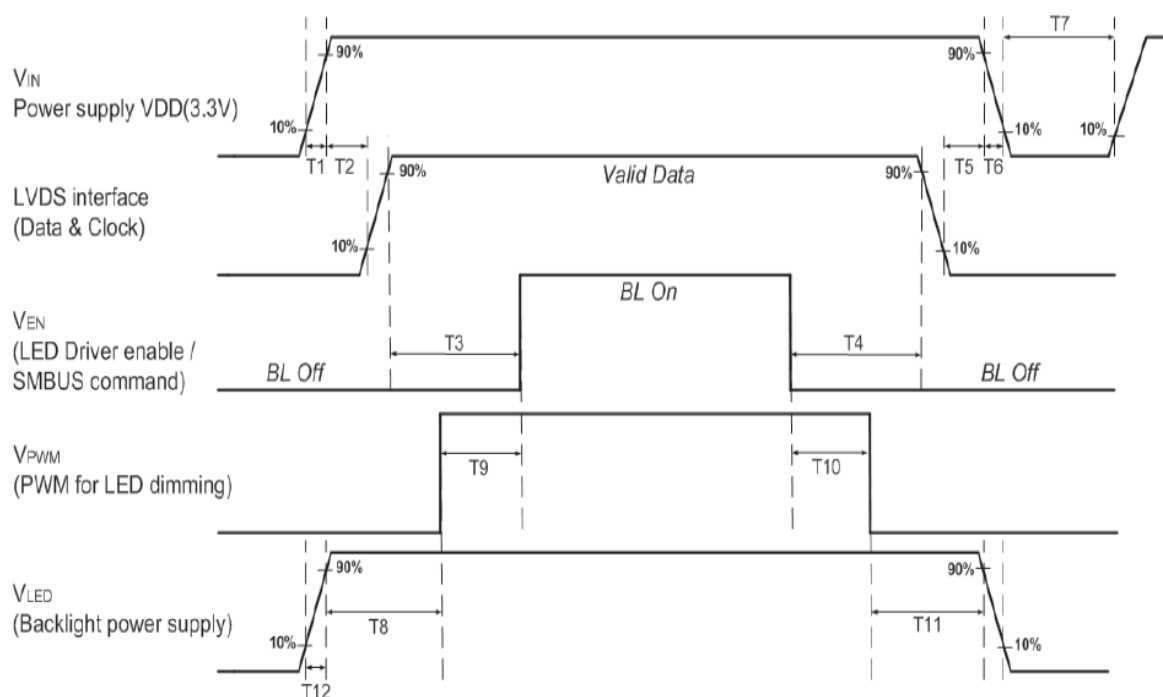 T7
90%
90%
VIN
Power supply VDD(3.3V)
10%
10%
10%
T1
T2
T5
T6
90%
Valid Data
90%
LVDS interface
(Data & Clock)
10%
10%
BL On
VEN
(LED Driver enable /
SMBUS command)
T3
T4
BL Off
BL Off
VPWM
(PWM for LED dimming)
T9
T10
90%
90%
VLED
(Backlight power supply)
T8
T11
10%
10%
T12